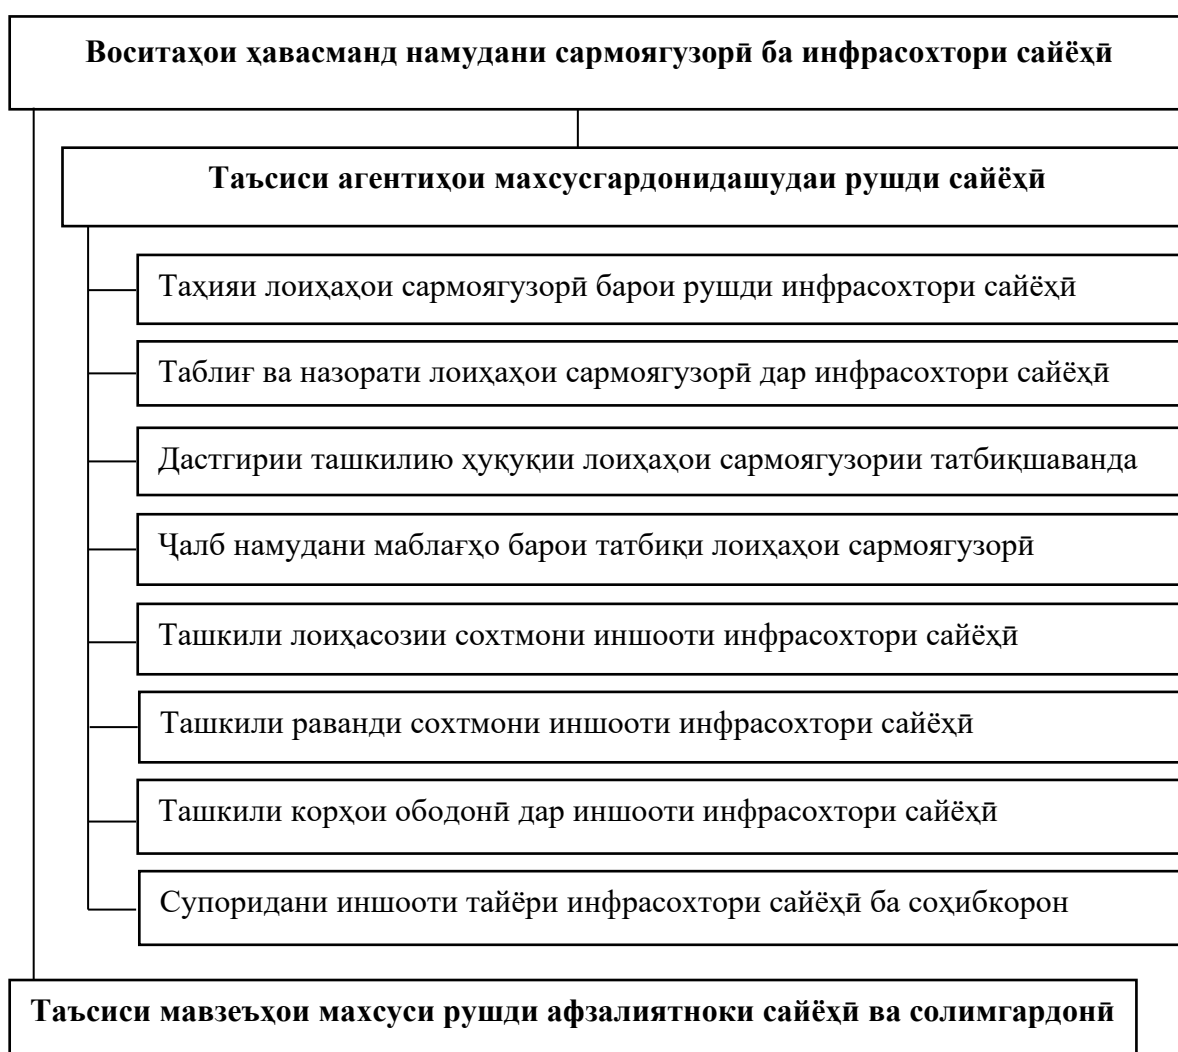 Воситаҳои ҳавасманд намудани сармоягузорӣ ба инфрасохтори сайёҳӣ
Таъсиси агентиҳои махсусгардонидашудаи рушди сайёҳӣ
Таҳияи лоиҳаҳои сармоягузорӣ барои рушди инфрасохтори сайёҳӣ
Таблиғ ва назорати лоиҳаҳои сармоягузорӣ дар инфрасохтори сайёҳӣ
Дастгирии ташкилию ҳуқуқии лоиҳаҳои сармоягузории татбиқшаванда
Ҷалб намудани маблағҳо барои татбиқи лоиҳаҳои сармоягузорӣ
Ташкили лоиҳасозии сохтмони иншооти инфрасохтори сайёҳӣ
Ташкили раванди сохтмони иншооти инфрасохтори сайёҳӣ
Ташкили корҳои ободонӣ дар иншооти инфрасохтори сайёҳӣ
Супоридани иншооти тайёри инфрасохтори сайёҳӣ ба соҳибкорон
Таъсиси мавзеъҳои махсуси рушди афзалиятноки сайёҳӣ ва солимгардонӣ